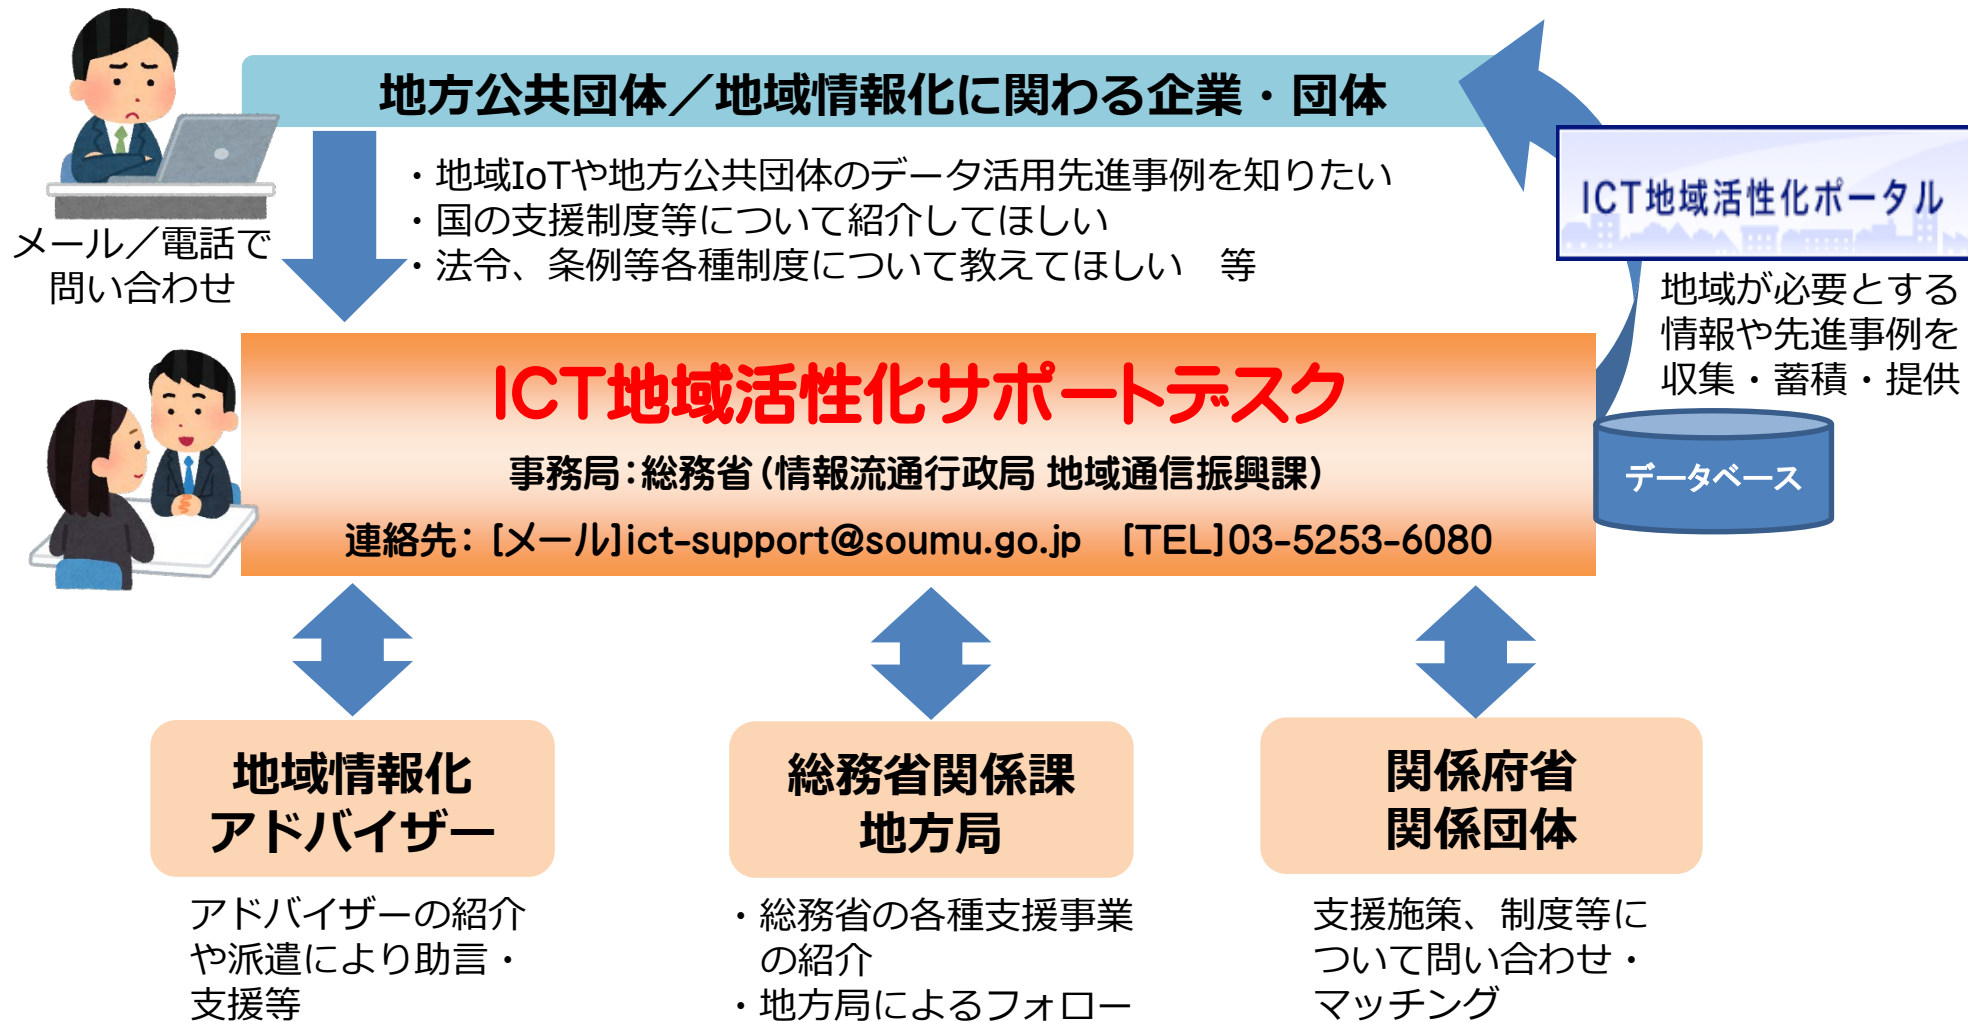 地方公共団体／地域情報化に関わる企業・団体
・地域IoTや地方公共団体のデータ活用先進事例を知りたい
・国の支援制度等について紹介してほしい
・法令、条例等各種制度について教えてほしい　等
メール／電話で
問い合わせ
ICT地域活性化ポータル
地域が必要とする
情報や先進事例を
収集・蓄積・提供
ICT地域活性化サポートデスク
事務局：総務省（情報流通行政局 地域通信振興課）
連絡先： [メール]ict-support@soumu.go.jp　[TEL]03-5253-6080
データベース
地域情報化
アドバイザー
アドバイザーの紹介
や派遣により助言・
支援等
総務省関係課
地方局
・総務省の各種支援事業
の紹介
・地方局によるフォロー
関係府省
関係団体
支援施策、制度等に
ついて問い合わせ・
マッチング